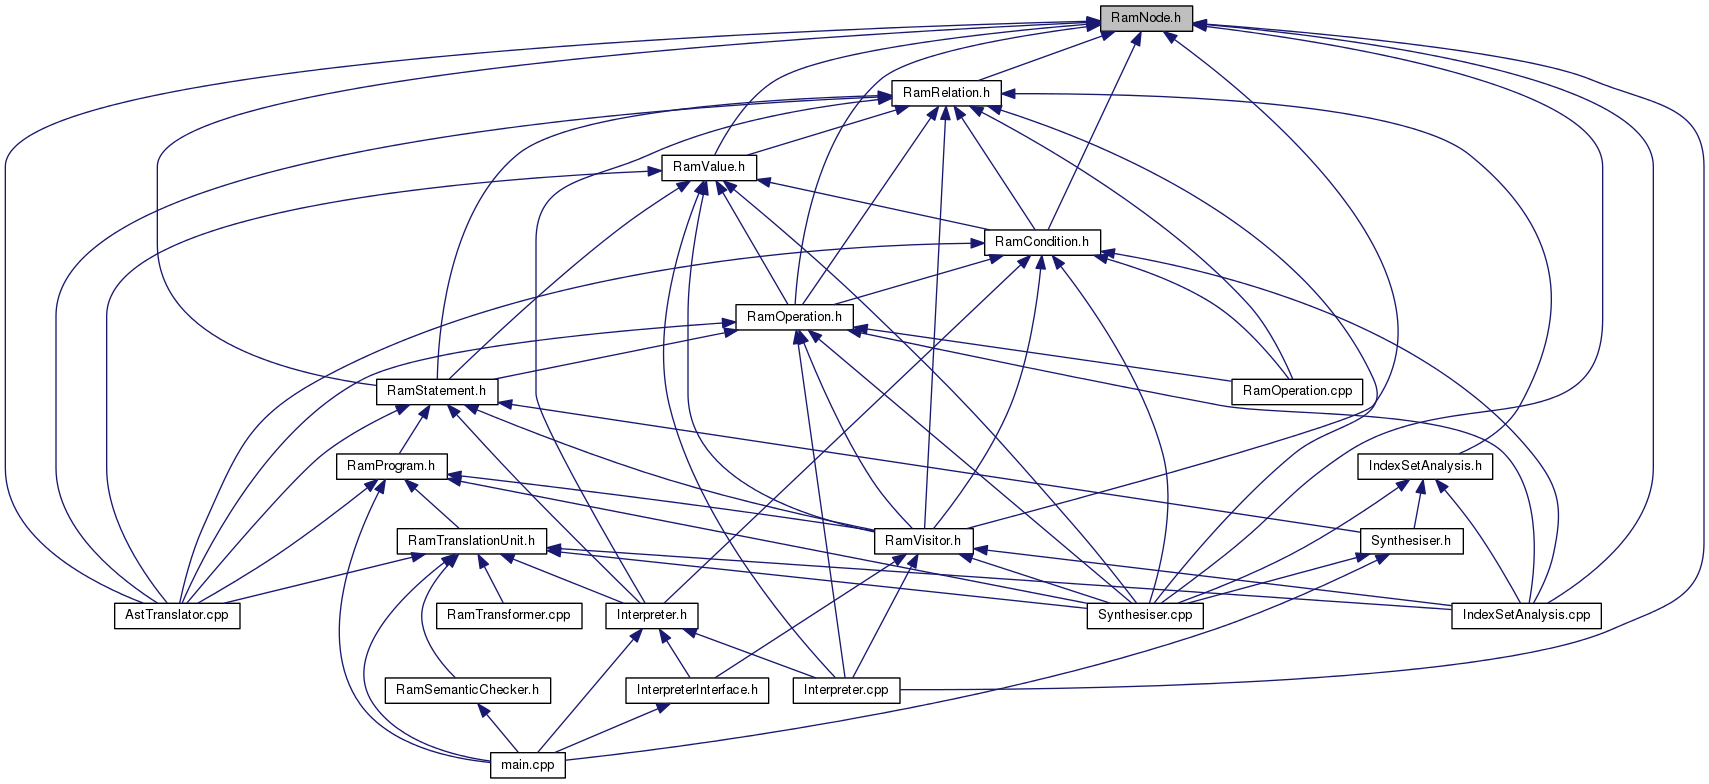 RamNode.h
RamRelation.h
RamValue.h
RamCondition.h
RamOperation.h
RamStatement.h
RamOperation.cpp
RamProgram.h
IndexSetAnalysis.h
RamTranslationUnit.h
RamVisitor.h
Synthesiser.h
AstTranslator.cpp
RamTransformer.cpp
Interpreter.h
Synthesiser.cpp
IndexSetAnalysis.cpp
RamSemanticChecker.h
InterpreterInterface.h
Interpreter.cpp
main.cpp